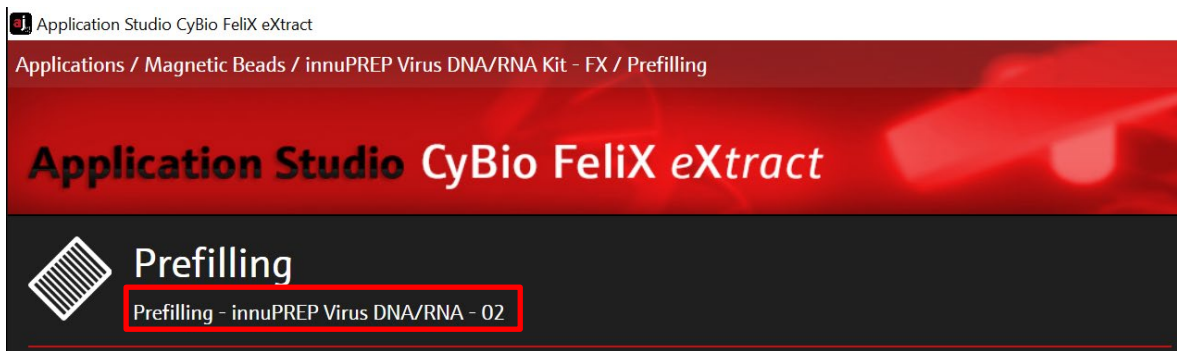 aj Application Studio CyBio FeliX eXtract
Applications / Magnetic Beads / innuPREP Virus DNA/RNA Kit - FX / Prefilling
Application Studio CyBio FeliX eXtract
Prefilling
Prefilling - innuPREP Virus DNA/RNA - 02